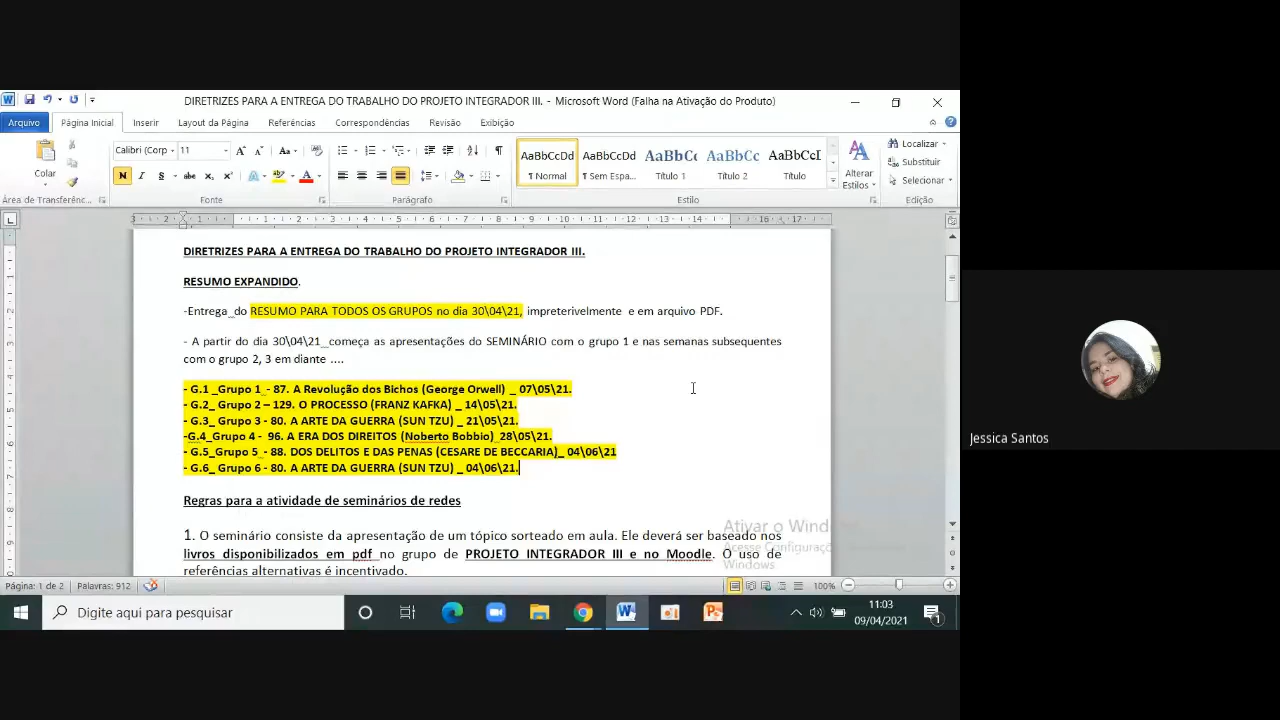 DIRETRIZES PARA A ENTREGA DO TRABALHO DO PROJETO INTEGRADOR III. - Microsoft Word (Falha na Ativação do Produto)
Arquivo Página Inicial Inserir Layout da Página Referências Correspondências Revisão Exibição
Calibri (Corp 11 AaBbCcDd AaBbCcDd AaBbCc AaBbCc AaBbCcI Localizar
Substituir
Colar ¶ Normal ¶ Sem Espa... Título 1 Título 2 Título Alterar Estilos Selecionar
Área de Transferênc... Fonte Parágrafo Estilo Edição
DIRETRIZES PARA A ENTREGA DO TRABALHO DO PROJETO INTEGRADOR III.
RESUMO EXPANDIDO.
-Entrega do RESUMO PARA TODOS OS GRUPOS no dia 30\04\21, impreterivelmente e em arquivo PDF.
- A partir do dia 30\04\21 começa as apresentações do SEMINÁRIO com o grupo 1 e nas semanas subsequentes
com o grupo 2, 3 em diante ....
- G.1 _Grupo 1_- 87. A Revolução dos Bichos (George Orwell) _ 07\05\21.
- G.2_ Grupo 2 – 129. O PROCESSO (FRANZ KAFKA) _ 14\05\21.
- G.3_ Grupo 3 - 80. A ARTE DA GUERRA (SUN TZU) _ 21\05\21.
-G.4_Grupo 4 - 96. A ERA DOS DIREITOS (Noberto Bobbio)_28\05\21.
- G.5_Grupo 5_- 88. DOS DELITOS E DAS PENAS (CESARE DE BECCARIA)_ 04\06\21
- G.6_ Grupo 6 - 80. A ARTE DA GUERRA (SUN TZU) _ 04\06\21.
Regras para a atividade de seminários de redes
1. O seminário consiste da apresentação de um tópico sorteado em aula. Ele deverá ser baseado nos
livros disponibilizados em pdf no grupo de PROJETO INTEGRADOR III e no Moodle. O uso de
referências alternativas é incentivado.
Ativar o Wind
Acesse Configuraç
Windows
Página: 1 de 2 Palavras: 912 100%
Digite aqui para pesquisar
11:03
09/04/2021
Jessica Santos